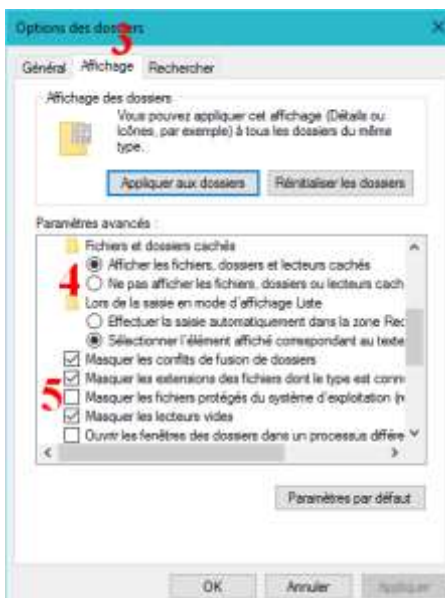 Options des dossiers
3
Général Affichage Rechercher
Affichage des dossiers
Vous pouvez appliquer cet affichage (Détails ou
Icônes, par exemple) à tous les dossiers du même
type.
Appliquer aux dossiers Réinitialiser les dossiers
Paramètres avancés :
Fichiers et dossiers cachés
Afficher les fichiers, dossiers et lecteurs cachés
4 Ne pas afficher les fichiers, dossiers ou lecteurs cach
Lors de la saisie en mode d'affichage Liste
Effectuer la saisie automatiquement dans la zone Rec
Sélectionner l'élément affiché correspondant au texte
Masquer les conflits de fusion de dossiers
Masquer les extensions des fichiers dont le type est conn
5 Masquer les fichiers protégés du système d'exploitation (r
Masquer les lecteurs vides
Ouvrir les fenêtres des dossiers dans un processus différe
Paramètres par défaut
OK Annuler Appliquer